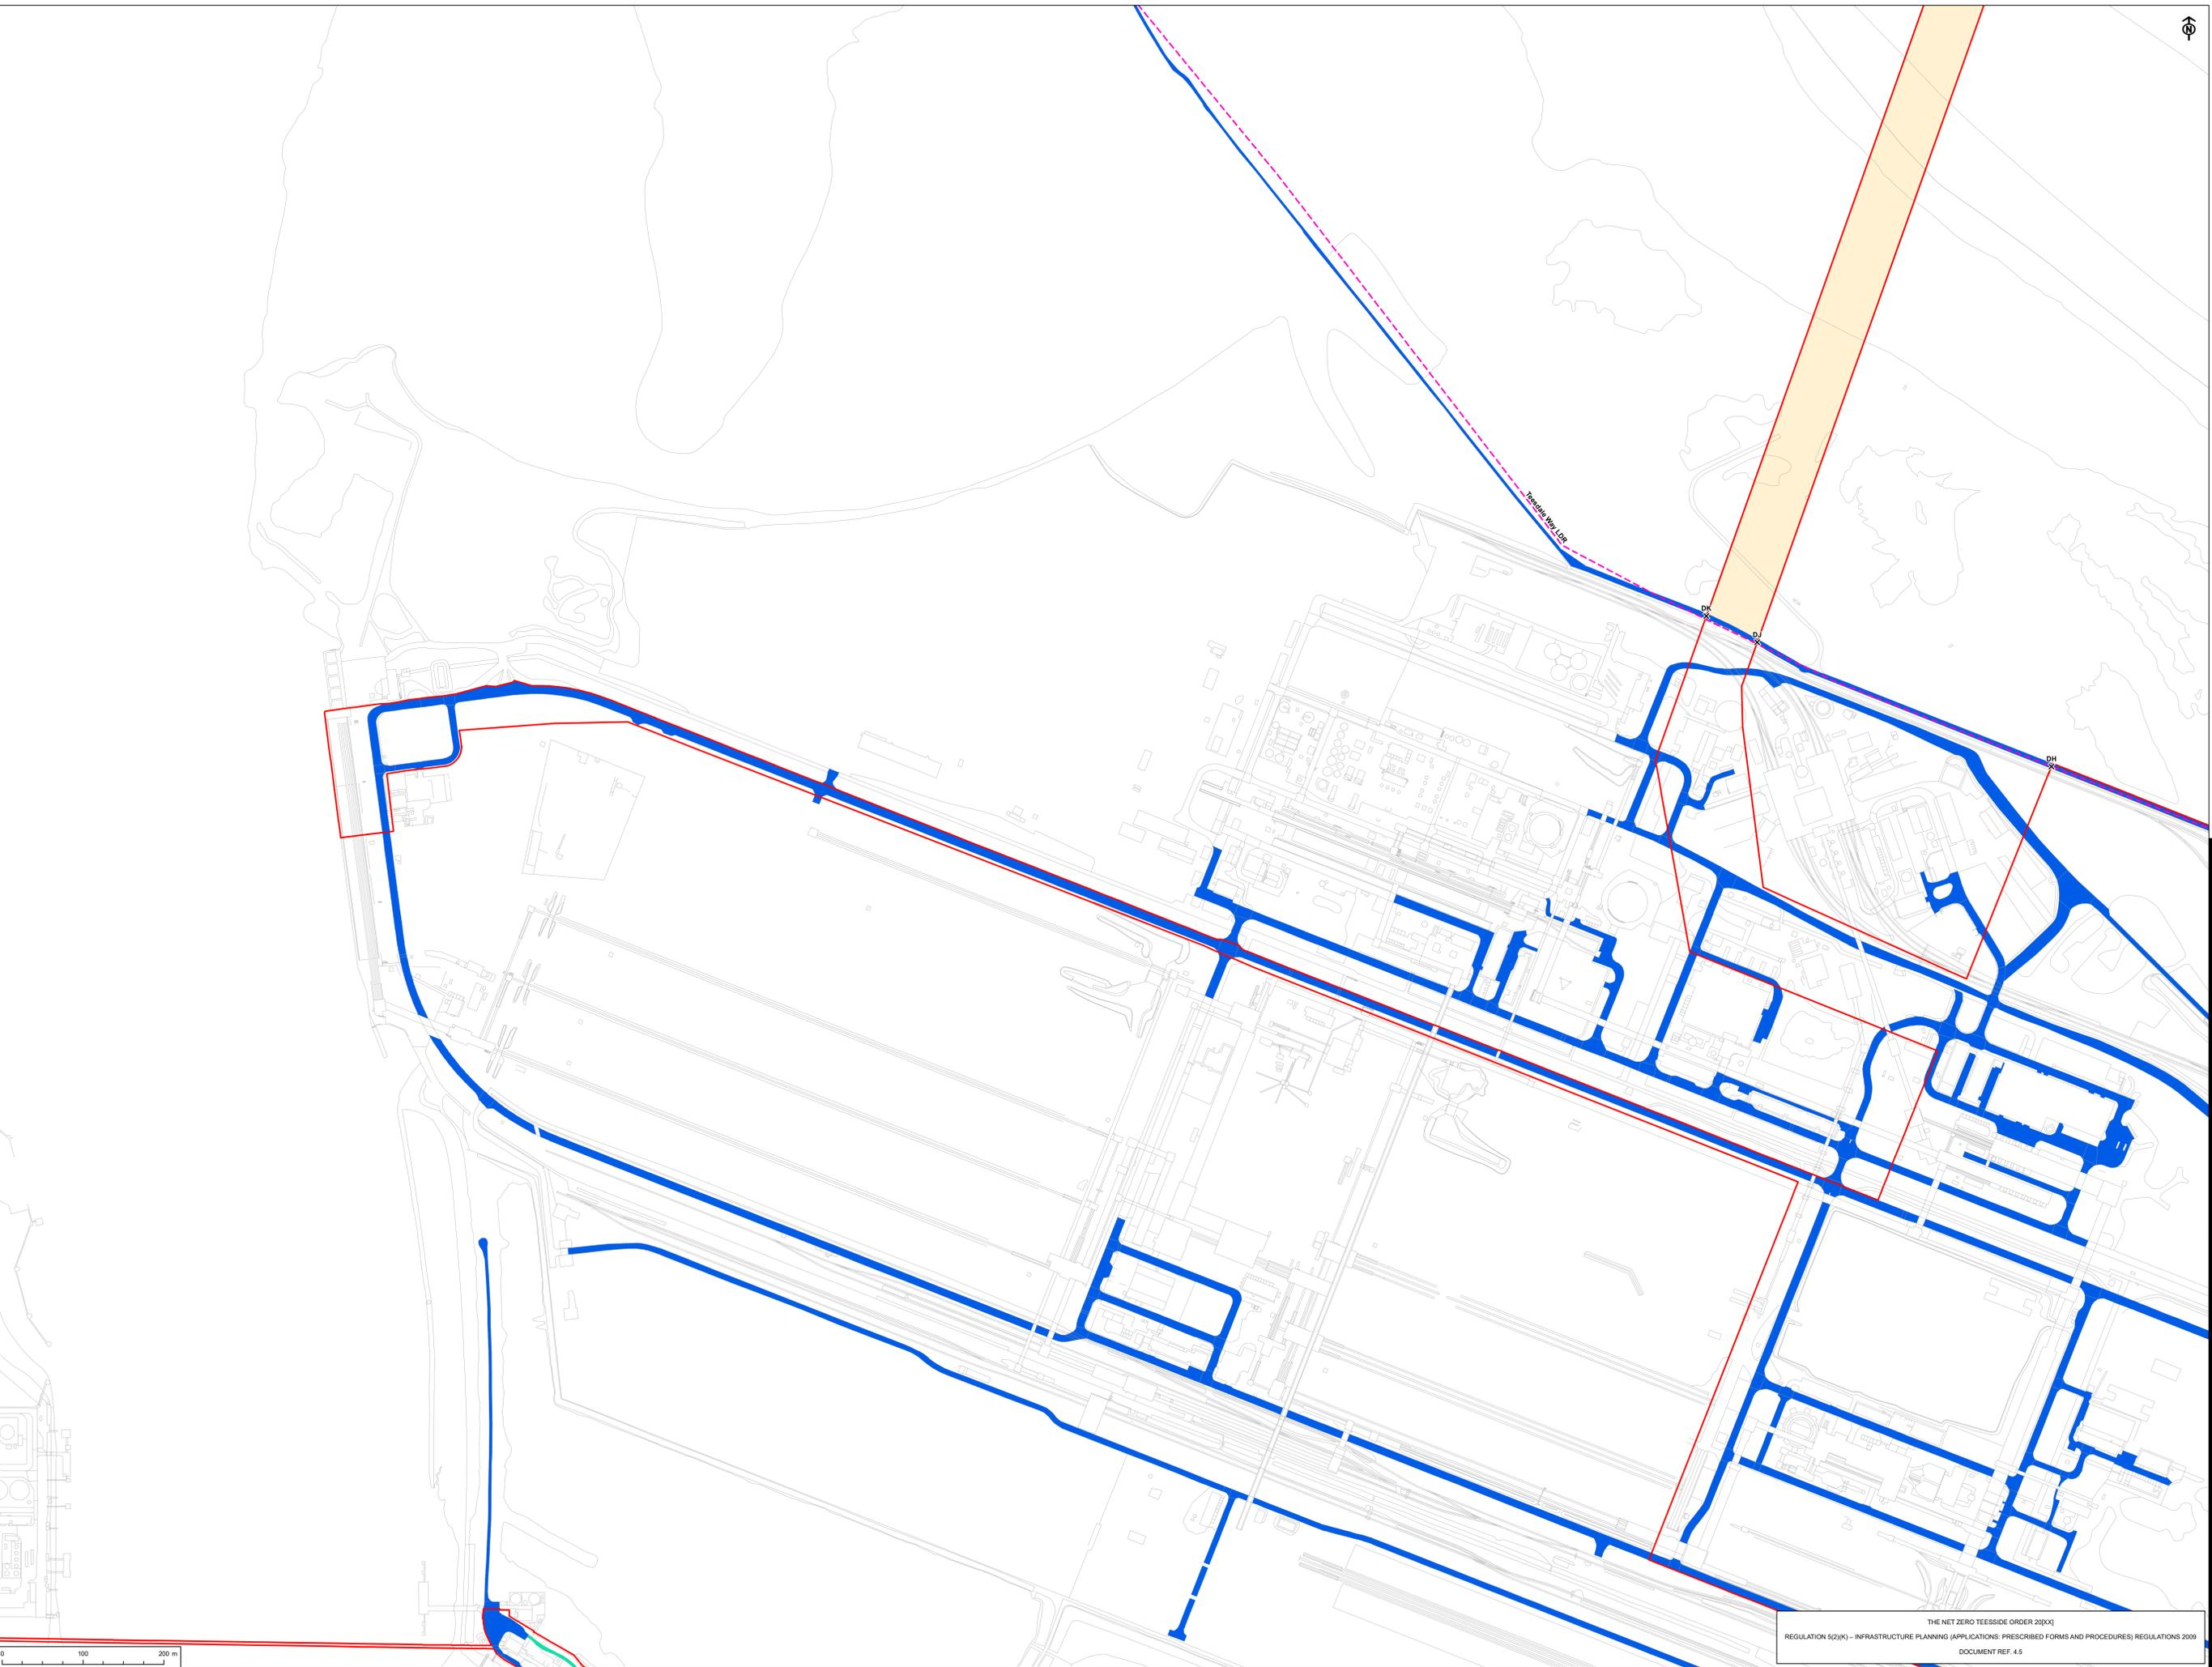 N
Teesdale Way LDR
DK
DJ
DH
0 100 200 m
THE NET ZERO TEESSIDE ORDER 20[XX]
REGULATION 5(2)(K) – INFRASTRUCTURE PLANNING (APPLICATIONS: PRESCRIBED FORMS AND PROCEDURES) REGULATIONS 2009
DOCUMENT REF. 4.5